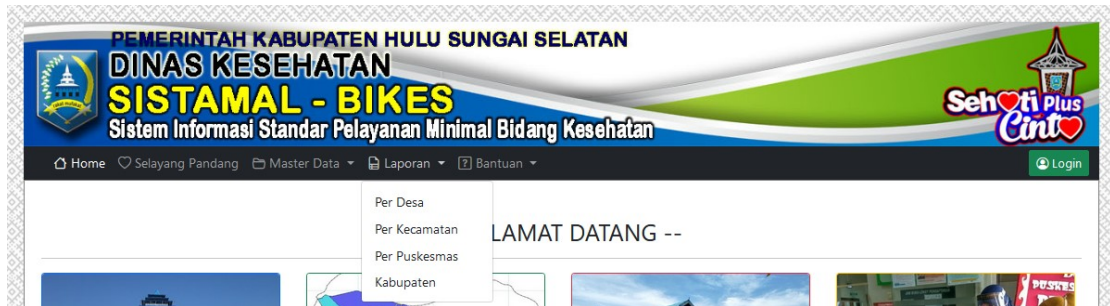 PEMERINTAH KABUPATEN HULU SUNGAI SELATAN
DINAS KESEHATAN
SISTAMAL - BIKES
Sistem Informasi Standar Pelayanan Minimal Bidang Kesehatan
Sehati Plus
Cinta
Home Selayang Pandang Master Data Laporan Bantuan Login
Per Desa
Per Kecamatan
Per Puskesmas
Kabupaten
LAMAT DATANG --